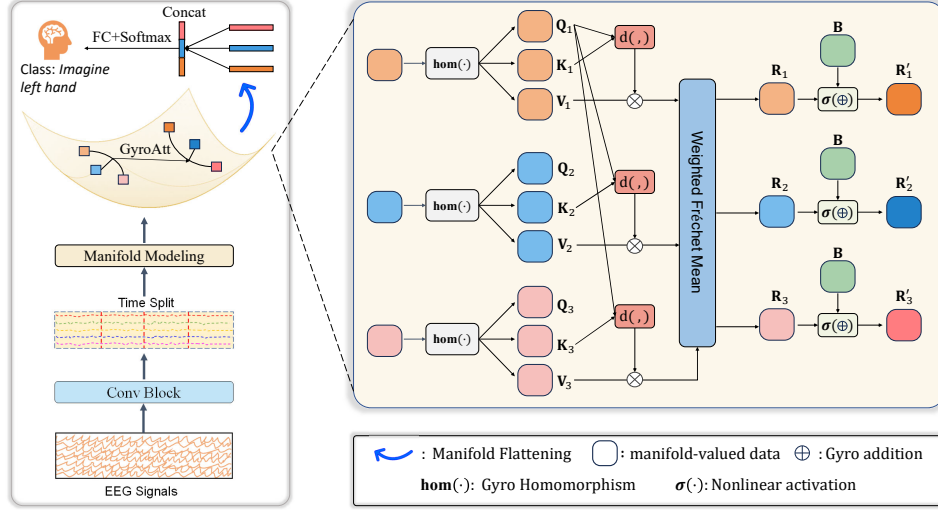 Concat
FC+Softmax
Class: Imagine
left hand
GyroAtt
Manifold Modeling
Time Split
Conv Block
EEG Signals
hom(·)
Q₁
K₁
V₁
d( , )
⊗
hom(·)
Q₂
K₂
V₂
d( , )
⊗
hom(·)
Q₃
K₃
V₃
d( , )
⊗
Weighted Fréchet Mean
R₁
B
σ(⊕)
R′₁
R₂
B
σ(⊕)
R′₂
R₃
B
σ(⊕)
R′₃
: Manifold Flattening
: manifold-valued data
⊕ : Gyro addition
hom(·): Gyro Homomorphism
σ(·): Nonlinear activation